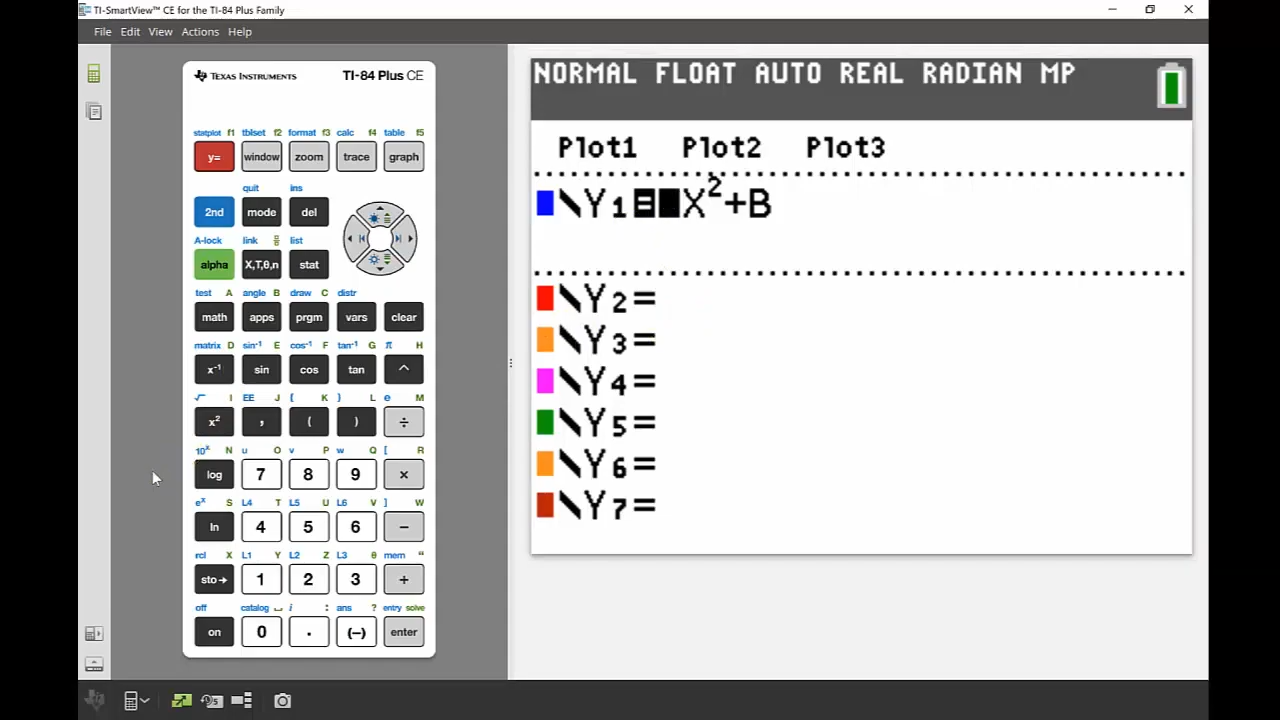 TI-SmartView™ CE for the TI-84 Plus Family
File Edit View Actions Help
TEXAS INSTRUMENTS TI-84 Plus CE
statplot f1 tblset f2 format f3 calc f4 table f5
y= window zoom trace graph
quit ins
2nd mode del
A-lock link list
alpha X,T,θ,n stat
test A angle B draw C distr
math apps prgm vars clear
matrix D sin⁻¹ E cos⁻¹ F tan⁻¹ G π H
x⁻¹ sin cos tan ^
√ I EE J { K } L e M
x² , ( ) ÷
10ˣ N u O v P w Q [ R
log 7 8 9 ×
eˣ S L4 T L5 U L6 V ] W
ln 4 5 6 −
rcl X L1 Y L2 Z L3 θ mem "
sto→ 1 2 3 +
off catalog ⎵ i : ans ? entry solve
on 0 . (−) enter
NORMAL FLOAT AUTO REAL RADIAN MP
Plot1 Plot2 Plot3
\Y1=X²+B
\Y2=
\Y3=
\Y4=
\Y5=
\Y6=
\Y7=